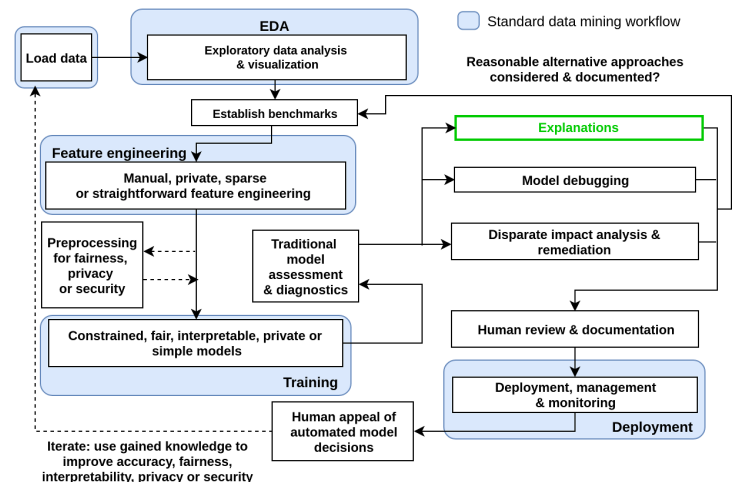 EDA
Standard data mining workflow
Load data
Exploratory data analysis
& visualization
Reasonable alternative approaches
considered & documented?
Establish benchmarks
Explanations
Feature engineering
Manual, private, sparse
or straightforward feature engineering
Model debugging
Preprocessing
for fairness,
privacy
or security
Traditional
model
assessment
& diagnostics
Disparate impact analysis &
remediation
Constrained, fair, interpretable, private or
simple models
Training
Human review & documentation
Deployment, management
& monitoring
Deployment
Human appeal of
automated model
decisions
Iterate: use gained knowledge to
improve accuracy, fairness,
interpretability, privacy or security